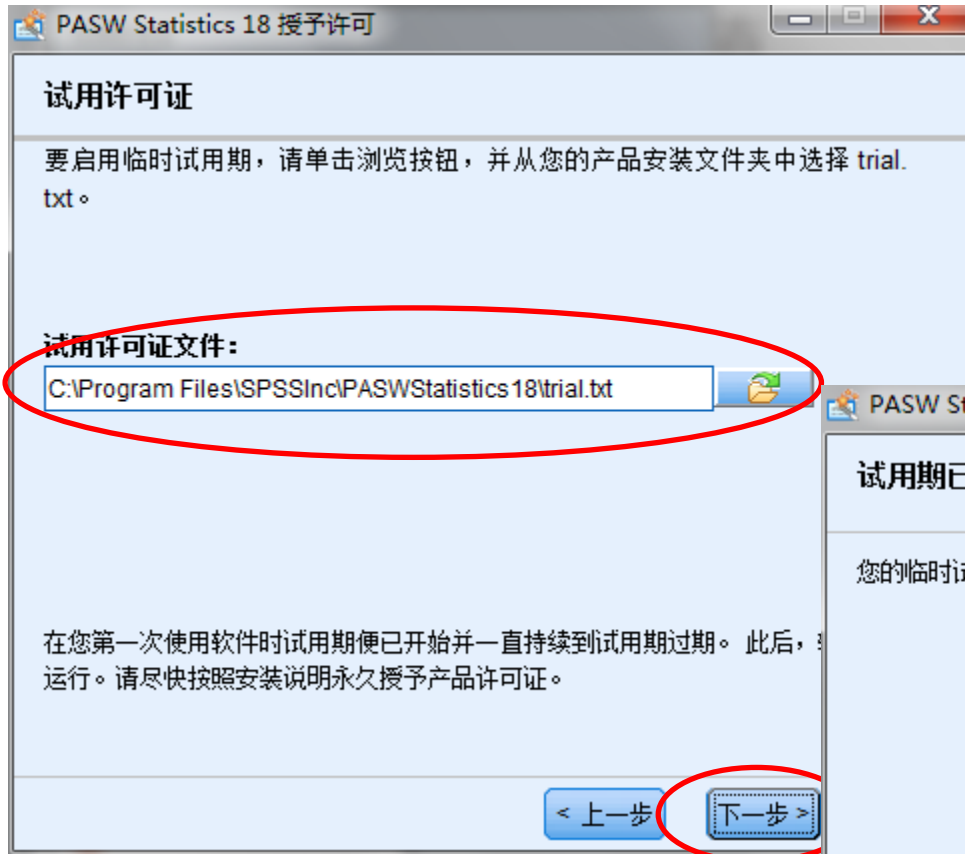 PASW Statistics 18 授予许可
试用许可证
要启用临时试用期，请单击浏览按钮，并从您的产品安装文件夹中选择 trial.
txt。
试用许可证文件：
C:\Program Files\SPSSInc\PASWStatistics18\trial.txt
PASW St
试用期已
您的临时试
在您第一次使用软件时试用期便已开始并一直持续到试用期过期。 此后，
运行。请尽快按照安装说明永久授予产品许可证。
< 上一步
下一步 >